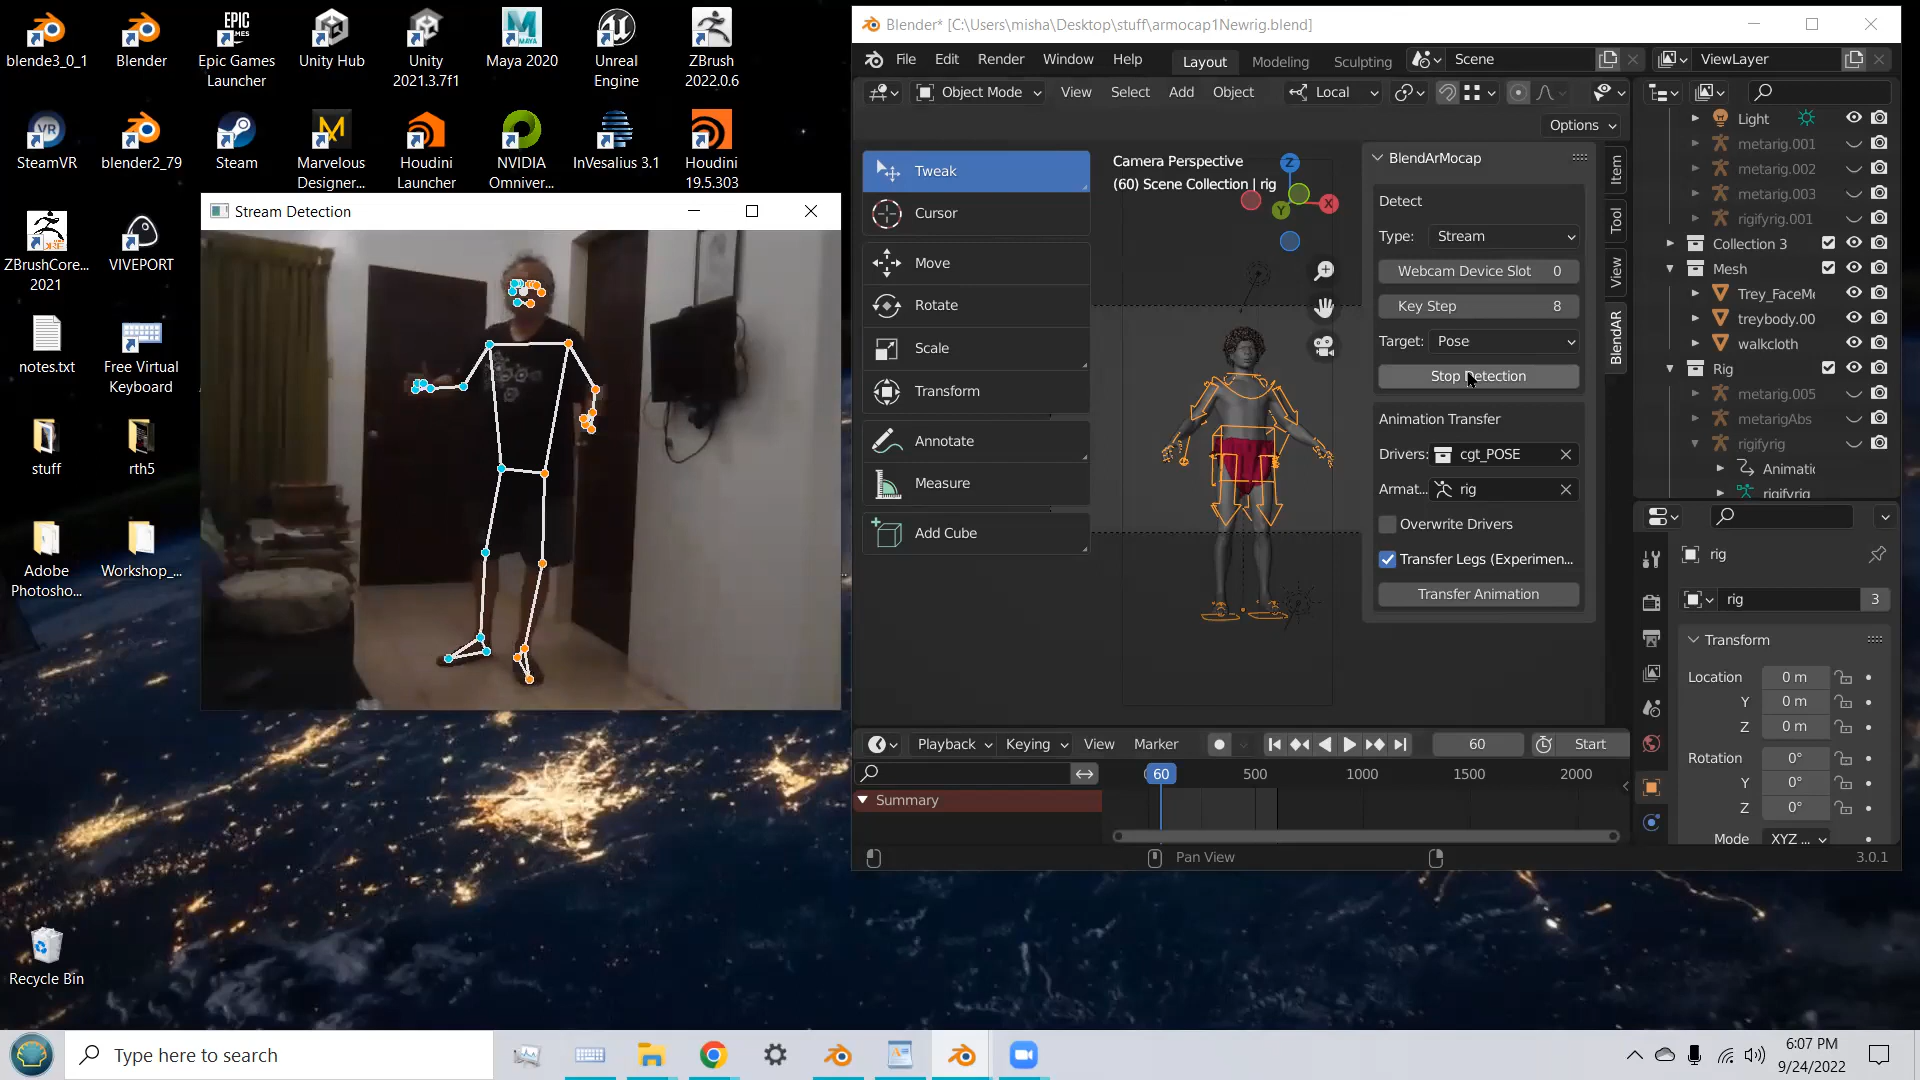 blende3_0_1
Blender
Epic Games
Launcher
Unity Hub
Unity
2021.3.7f1
Maya 2020
Unreal
Engine
ZBrush
2022.0.6
SteamVR
blender2_79
Steam
Marvelous
Designer...
Houdini
Launcher
NVIDIA
Omniver...
InVesalius 3.1
Houdini
19.5.303
ZBrushCore...
2021
VIVEPORT
notes.txt
Free Virtual
Keyboard
stuff
rth5
Adobe
Photosho...
Workshop_...
Recycle Bin
Stream Detection
Blender* [C:\Users\misha\Desktop\stuff\armocap1Newrig.blend]
File Edit Render Window Help Layout Modeling Sculpting Scene ViewLayer
Object Mode View Select Add Object Local
Options
Tweak
Cursor
Move
Rotate
Scale
Transform
Annotate
Measure
Add Cube
Camera Perspective
(60) Scene Collection | rig
Z
X
Y
BlendArMocap
Detect
Type: Stream
Webcam Device Slot 0
Key Step 8
Target: Pose
Stop Detection
Animation Transfer
Drivers: cgt_POSE
Armat... rig
Overwrite Drivers
Transfer Legs (Experimen...
Transfer Animation
Item
Tool
View
BlendAR
Light
metarig.001
metarig.002
metarig.003
rigifyrig.001
Collection 3
Mesh
Trey_FaceMe
treybody.00
walkcloth
Rig
metarig.005
metarigAbs
rigifyrig
Animatic
rigifyrig
rig
rig 3
Transform
Location 0 m
Y 0 m
Z 0 m
Rotation 0°
Y 0°
Z 0°
Mode XYZ ...
Playback Keying View Marker 60 Start
60 500 1000 1500 2000
Summary
Pan View
3.0.1
Type here to search
6:07 PM
9/24/2022